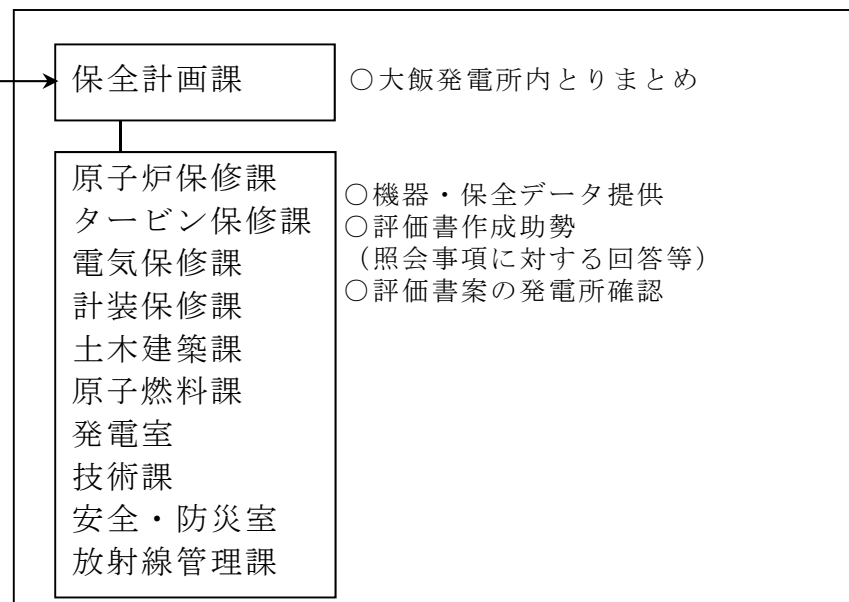 保全計画課
○大飯発電所内とりまとめ
原子炉保修課
タービン保修課
電気保修課
計装保修課
土木建築課
原子燃料課
発電室
技術課
安全・防災室
放射線管理課
○機器・保全データ提供
○評価書作成助勢
（照会事項に対する回答等）
○評価書案の発電所確認